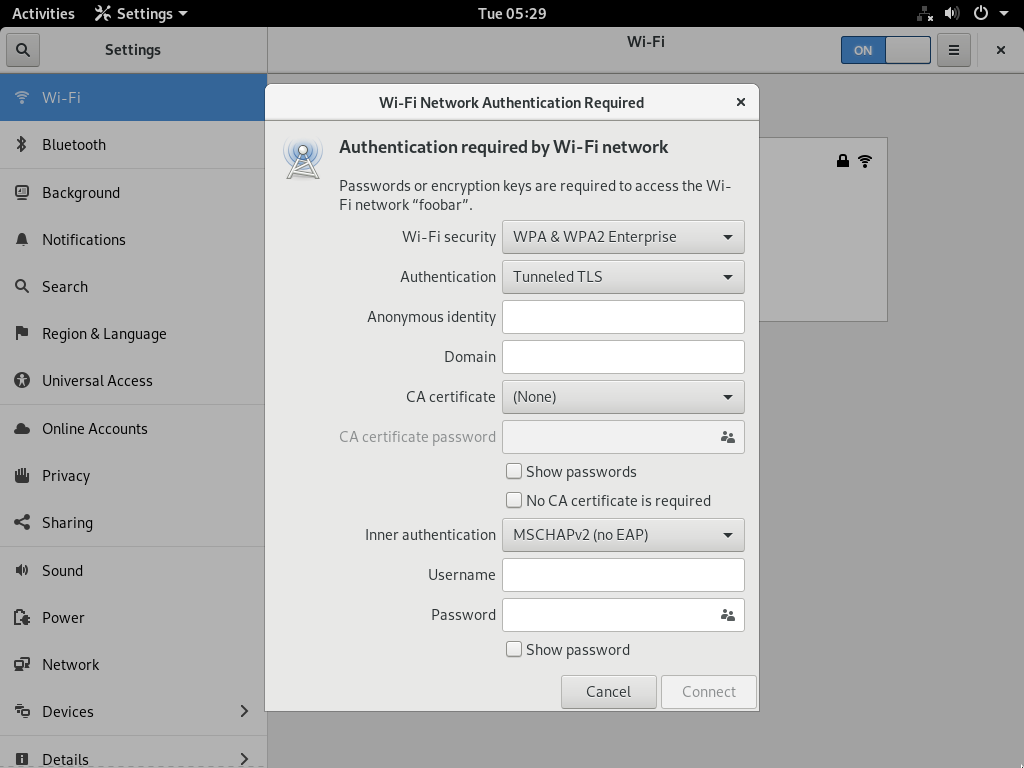 Activities
Settings
Tue 05:29
Settings
Wi-Fi
ON
Wi-Fi
Bluetooth
Background
Notifications
Search
Region & Language
Universal Access
Online Accounts
Privacy
Sharing
Sound
Power
Network
Devices
Details
Wi-Fi Network Authentication Required
Authentication required by Wi-Fi network
Passwords or encryption keys are required to access the Wi-
Fi network “foobar”.
Wi-Fi security WPA & WPA2 Enterprise
Authentication Tunneled TLS
Anonymous identity
Domain
CA certificate (None)
CA certificate password
Show passwords
No CA certificate is required
Inner authentication MSCHAPv2 (no EAP)
Username
Password
Show password
Cancel
Connect